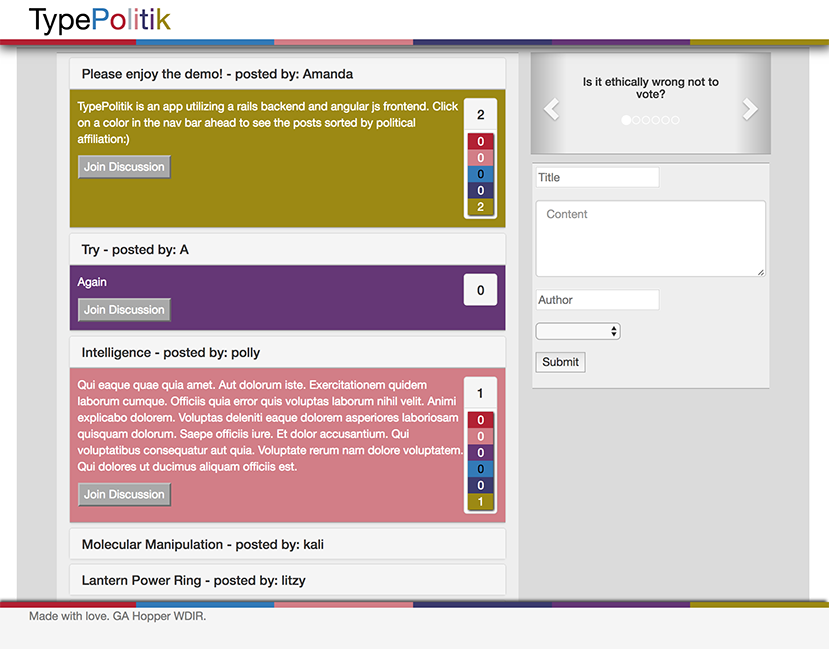 TypePolitik
Please enjoy the demo! - posted by: Amanda
TypePolitik is an app utilizing a rails backend and angular js frontend. Click
on a color in the nav bar ahead to see the posts sorted by political
affiliation:)
Join Discussion
2
0
0
0
0
2
Try - posted by: A
Again
Join Discussion
0
Intelligence - posted by: polly
Qui eaque quae quia amet. Aut dolorum iste. Exercitationem quidem
laborum cumque. Officiis quia error quis voluptas laborum nihil velit. Animi
explicabo dolorem. Voluptas deleniti eaque dolorem asperiores laboriosam
quisquam dolorum. Saepe officiis iure. Et dolor accusantium. Qui
voluptatibus consequatur aut quia. Voluptate rerum nam dolore voluptatem.
Qui dolores ut ducimus aliquam officiis est.
Join Discussion
1
0
0
0
0
0
1
Molecular Manipulation - posted by: kali
Lantern Power Ring - posted by: litzy
Is it ethically wrong not to
vote?
Title
Content
Author
Submit
Made with love. GA Hopper WDIR.